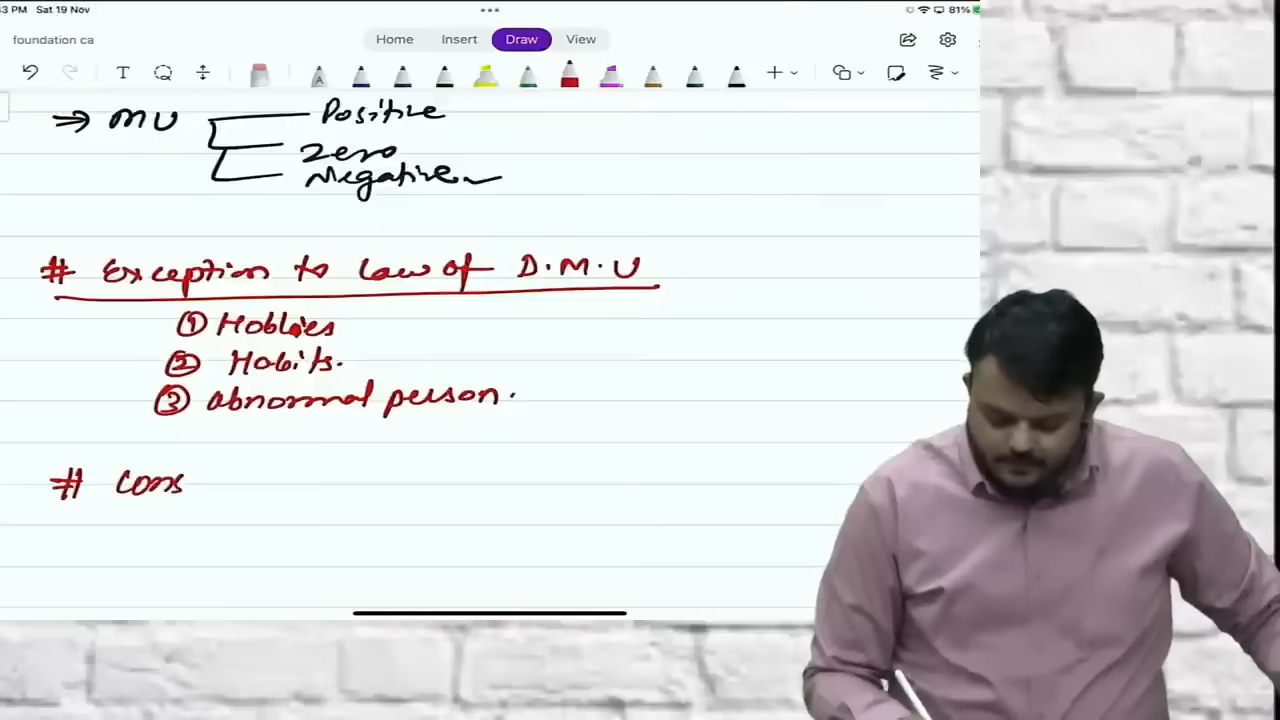 3 PM Sat 19 Nov
81%
foundation ca
Home Insert Draw View
T
A
⇒ MU
Positive
Zero
Negative
# Exception to Law of D.M.U
① Hobbies
② Habits.
③ abnormal person.
# Cons